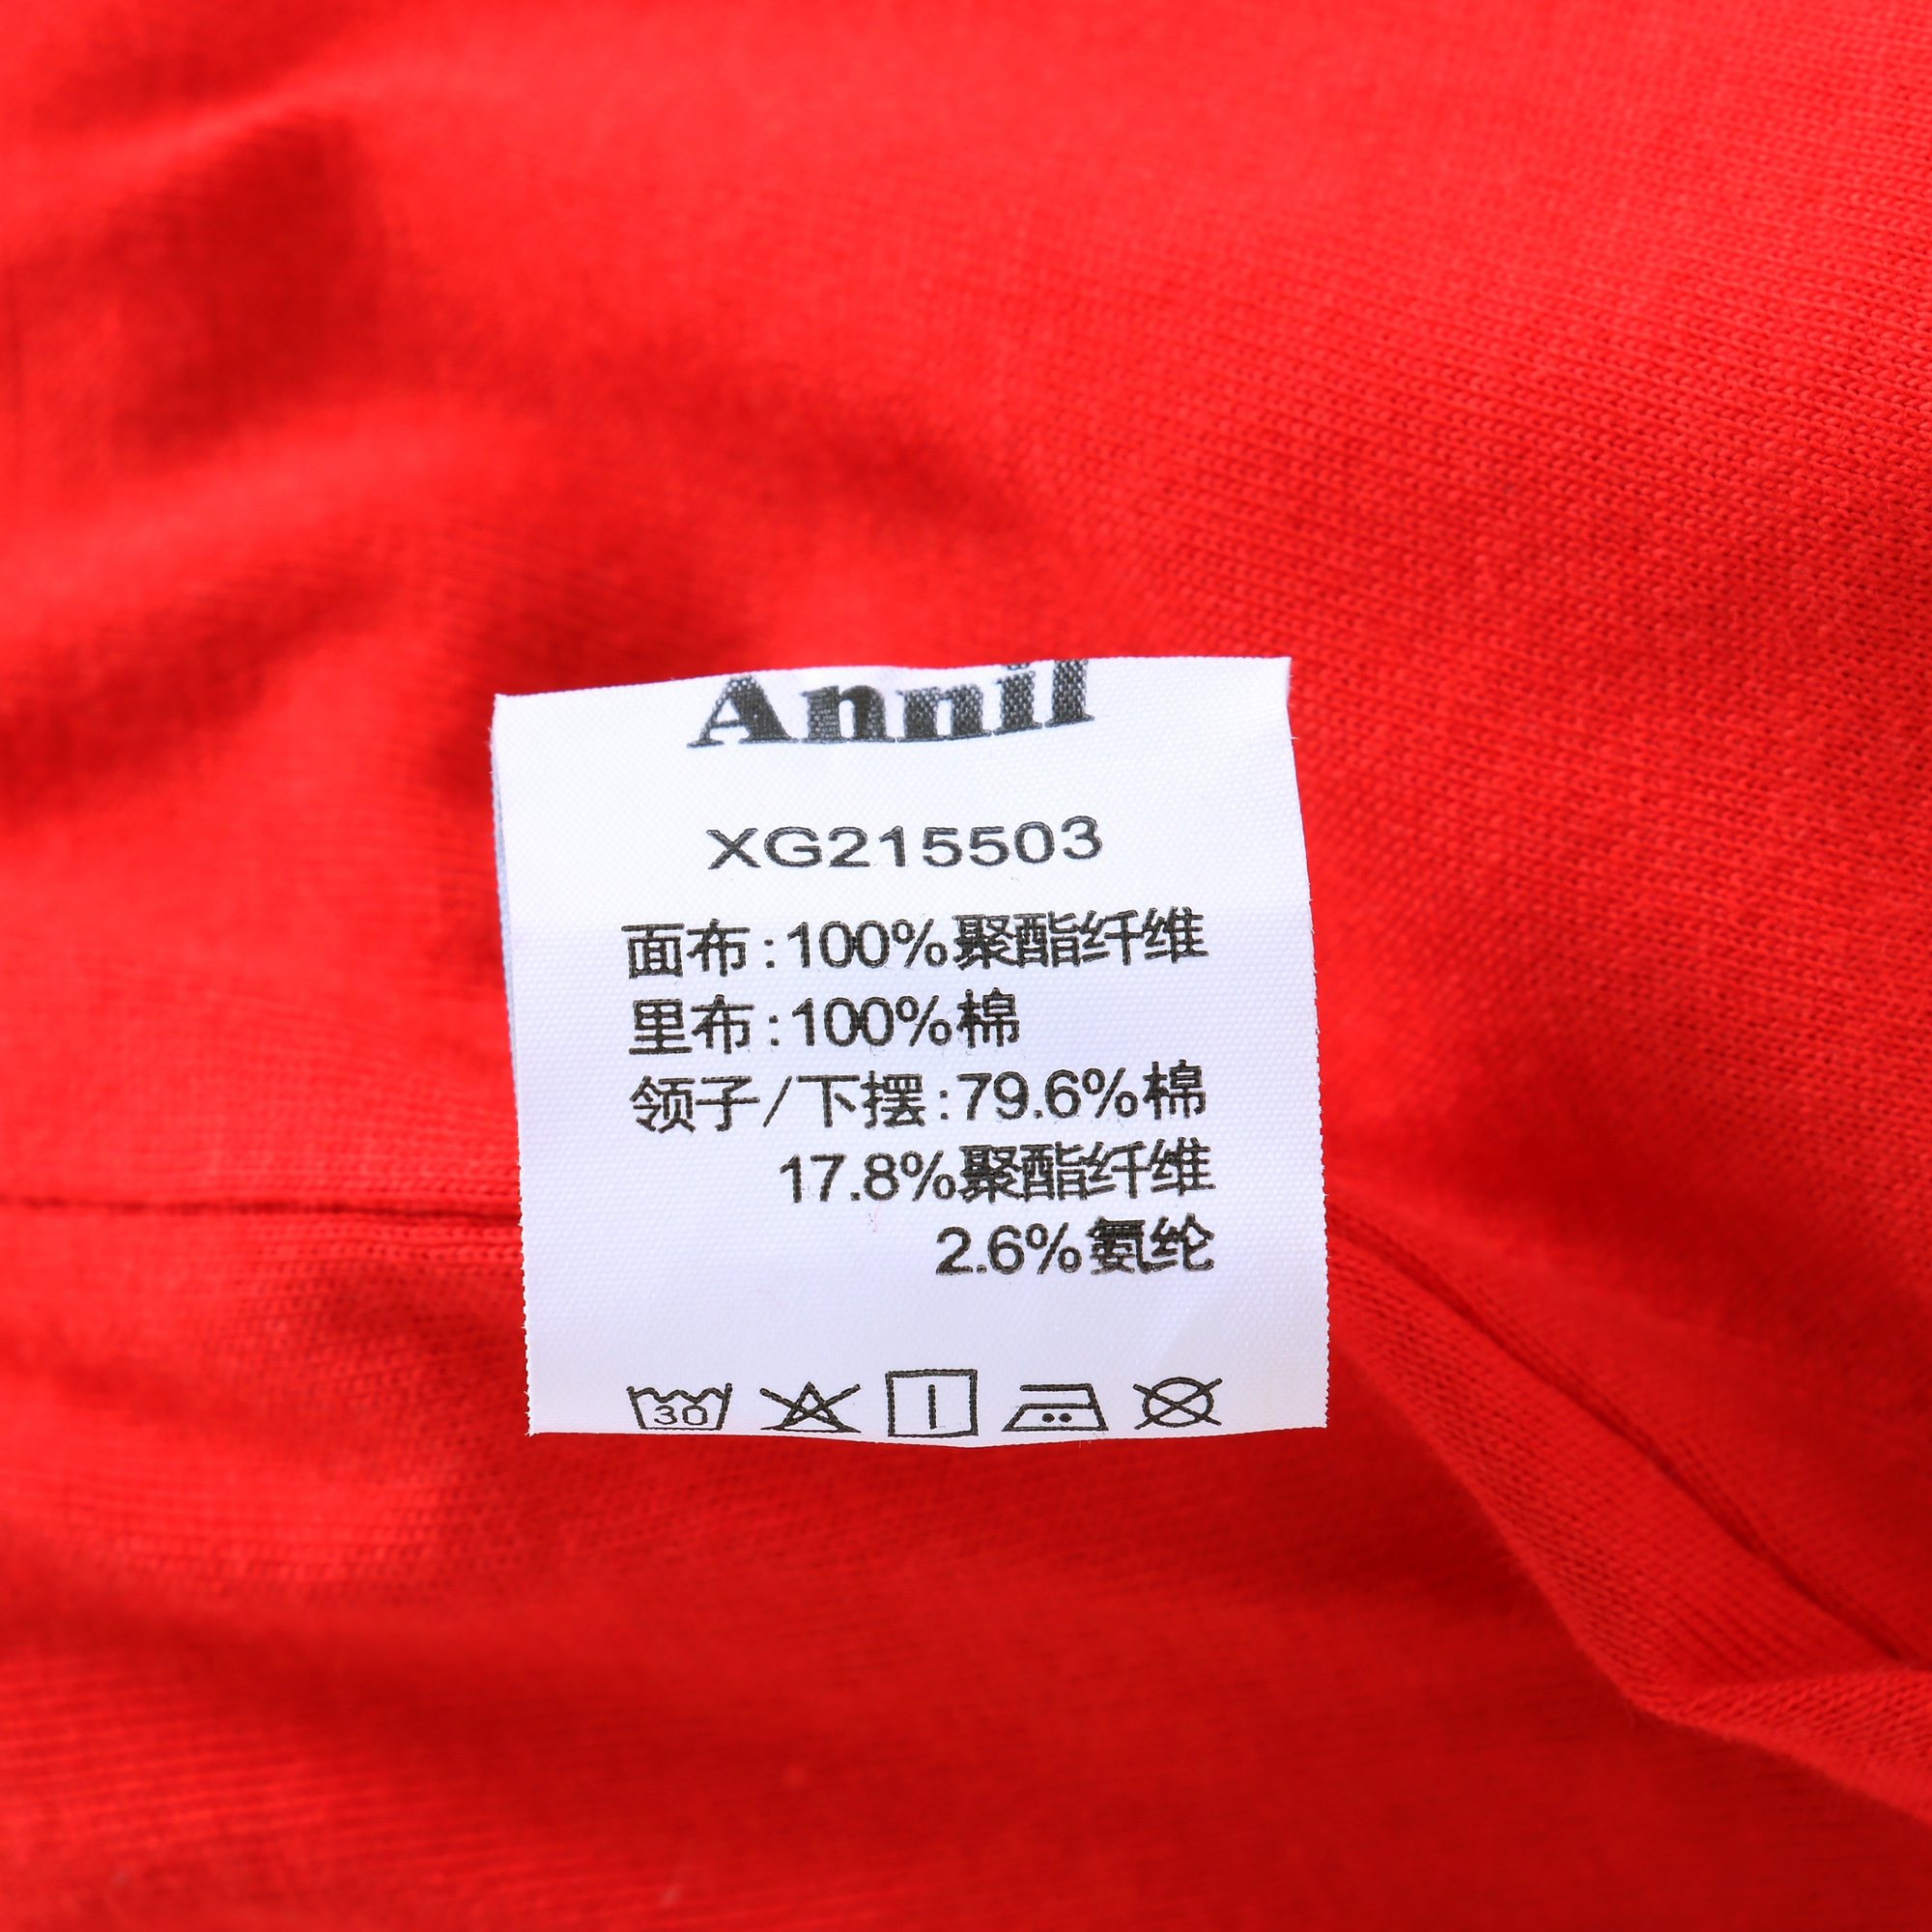 Annil
XG215503
面布:100%聚酯纤维
里布:100%棉
领子/下摆:79.6%棉
17.8%聚酯纤维
2.6%氨纶
30